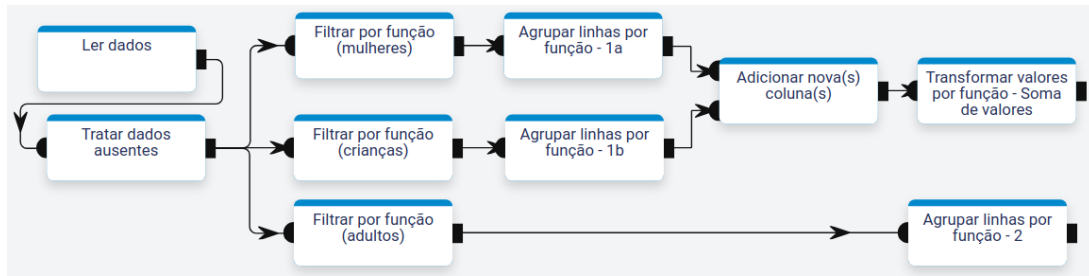 Ler dados
Tratar dados
ausentes
Filtrar por função
(mulheres)
Agrupar linhas por
função - 1a
Filtrar por função
(crianças)
Agrupar linhas por
função - 1b
Adicionar nova(s)
coluna(s)
Transformar valores
por função - Soma
de valores
Filtrar por função
(adultos)
Agrupar linhas por
função - 2